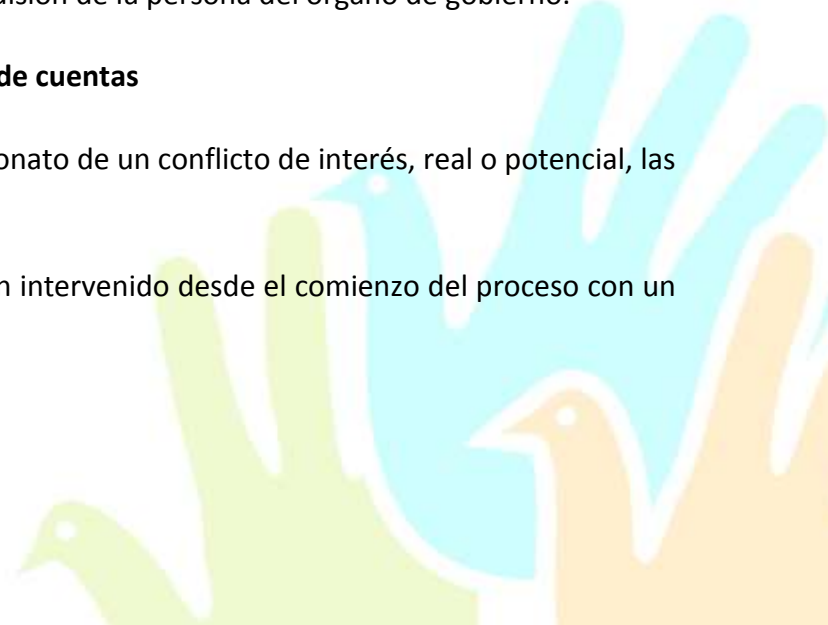 de la persona del órgano de gobierno.
de cuentas
onato de un conflicto de interés, real o potencial, las
n intervenido desde el comienzo del proceso con un